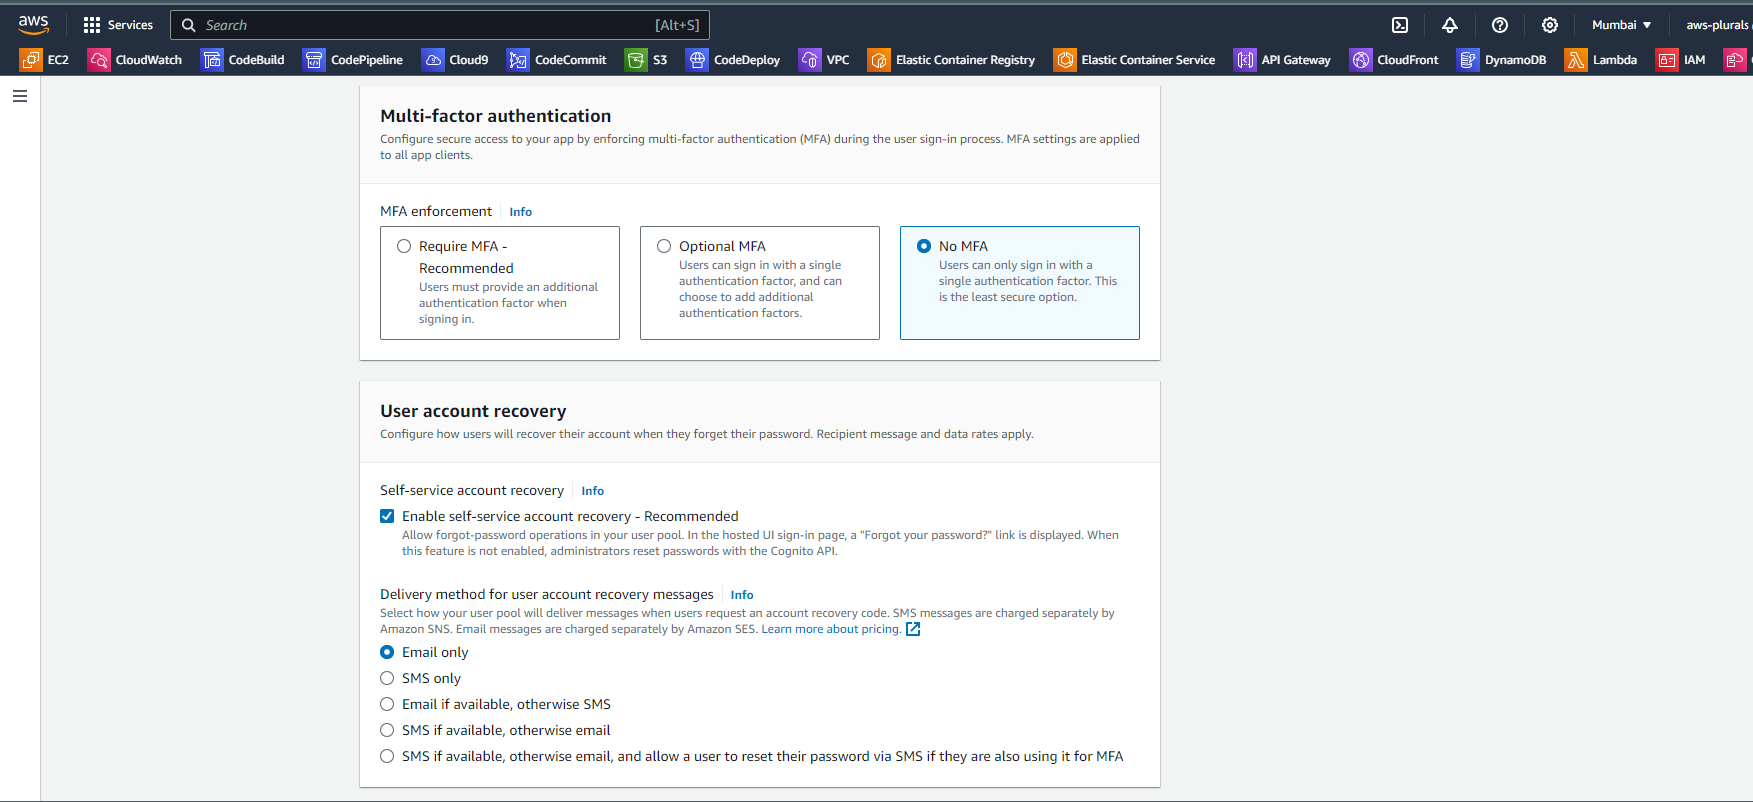 aws Services Search [Alt+S] Mumbai aws-plurals
EC2 CloudWatch CodeBuild CodePipeline Cloud9 CodeCommit S3 CodeDeploy VPC Elastic Container Registry Elastic Container Service API Gateway CloudFront DynamoDB Lambda IAM
Multi-factor authentication
Configure secure access to your app by enforcing multi-factor authentication (MFA) during the user sign-in process. MFA settings are applied
to all app clients.
MFA enforcement Info
Require MFA -
Recommended
Users must provide an additional
authentication factor when
signing in.
Optional MFA
Users can sign in with a single
authentication factor, and can
choose to add additional
authentication factors.
No MFA
Users can only sign in with a
single authentication factor. This
is the least secure option.
User account recovery
Configure how users will recover their account when they forget their password. Recipient message and data rates apply.
Self-service account recovery Info
Enable self-service account recovery - Recommended
Allow forgot-password operations in your user pool. In the hosted UI sign-in page, a "Forgot your password?" link is displayed. When
this feature is not enabled, administrators reset passwords with the Cognito API.
Delivery method for user account recovery messages Info
Select how your user pool will deliver messages when users request an account recovery code. SMS messages are charged separately by
Amazon SNS. Email messages are charged separately by Amazon SES. Learn more about pricing.
Email only
SMS only
Email if available, otherwise SMS
SMS if available, otherwise email
SMS if available, otherwise email, and allow a user to reset their password via SMS if they are also using it for MFA